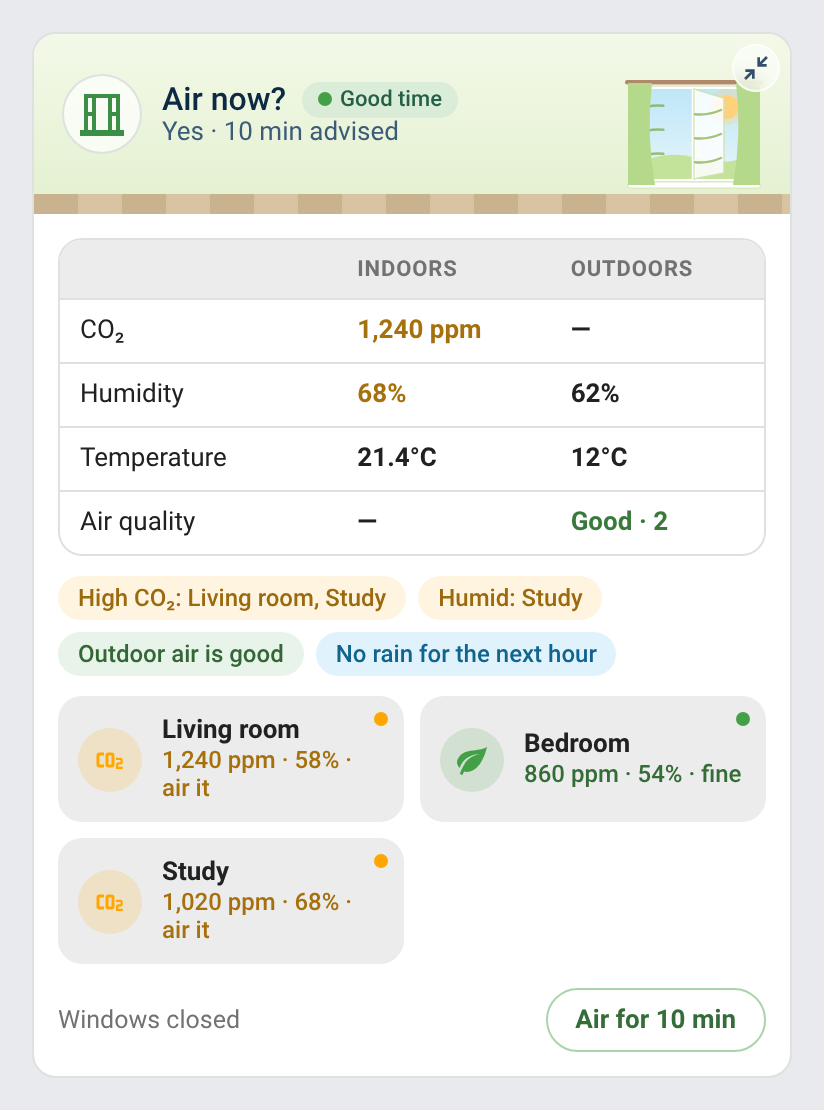 Air now? Good time
Yes · 10 min advised
INDOORS OUTDOORS
CO₂ 1,240 ppm –
Humidity 68% 62%
Temperature 21.4°C 12°C
Air quality – Good · 2
High CO₂: Living room, Study Humid: Study
Outdoor air is good No rain for the next hour
Living room
1,240 ppm · 58% ·
air it
CO₂
Bedroom
860 ppm · 54% · fine
Study
1,020 ppm · 68% ·
air it
CO₂
Windows closed Air for 10 min